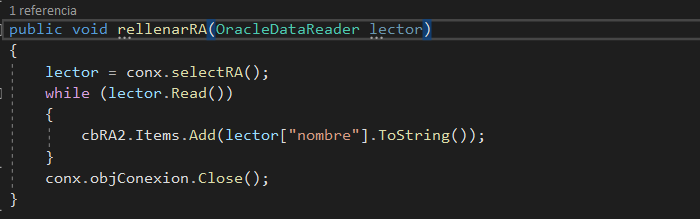 1 referencia
public void rellenarRA(OracleDataReader lector)
{
lector = conx.selectRA();
while (lector.Read())
{
cbRA2.Items.Add(lector["nombre"].ToString());
}
conx.objConexion.Close();
}